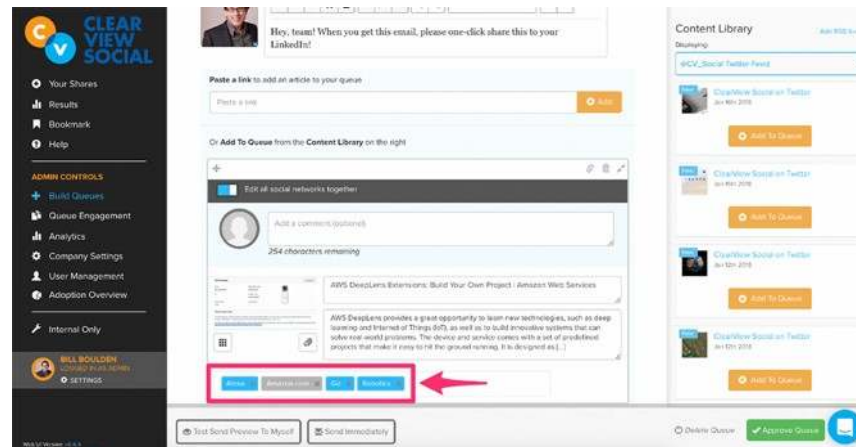 CLEAR
VIEW
SOCIAL
Your Shares
Results
Bookmark
Help
ADMIN CONTROLS
Build Queues
Queue Engagement
Analytics
Company Settings
User Management
Adoption Overview
Internal Only
BILL BOULDEN
LOGGED IN AS ADMIN
SETTINGS
Hey, team! When you get this email, please one-click share this to your
LinkedIn!
Paste a link to add an article to your queue
Paste a link
Add
Or Add To Queue from the Content Library on the right
Edit all social networks together
Add a comment (optional)
254 characters remaining
AWS DeepLens Extensions: Build Your Own Project | Amazon Web Services
AWS DeepLens provides a great opportunity to learn new technologies, such as deep
learning and Internet of Things (IoT), as well as to build innovative systems that can
solve real-world problems. The device and service comes with a set of predefined
projects that make it easy to hit the ground running. It is designed as [...]
Amazon.com
Go
Robotics
Test Send Preview To Myself
Send Immediately
Delete Queue
Approve Queue
Content Library
Displaying:
@CV_Social Twitter Feed
ClearView Social on Twitter
Add To Queue
ClearView Social on Twitter
Add To Queue
ClearView Social on Twitter
Add To Queue
ClearView Social on Twitter
Add To Queue